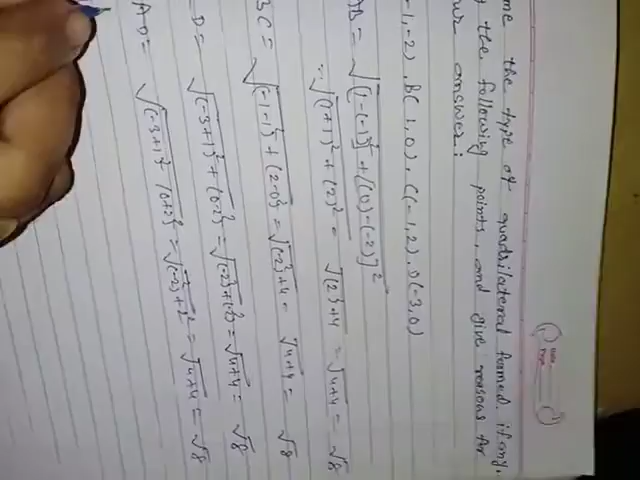 me the type of quadrilateral formed, if any,
the following points, and give reasons for
ur answer:
-1,-2), B(1,0), C(-1,2), D(-3,0)
AB = √[1-(-1)]² + [(0)-(-2)]²
= √(1+1)² + (2)² = √(2)²+4 = √4+4 = √8
BC = √(-1-1)² + (2-0)² = √(-2)²+4 = √4+4 = √8
CD = √(-3+1)² + (0-2)² = √(-2)²+(-2)² = √4+4 = √8
AD = √(-3+1)² (0+2)² = √(-2)²+2² = √4+4 = √8